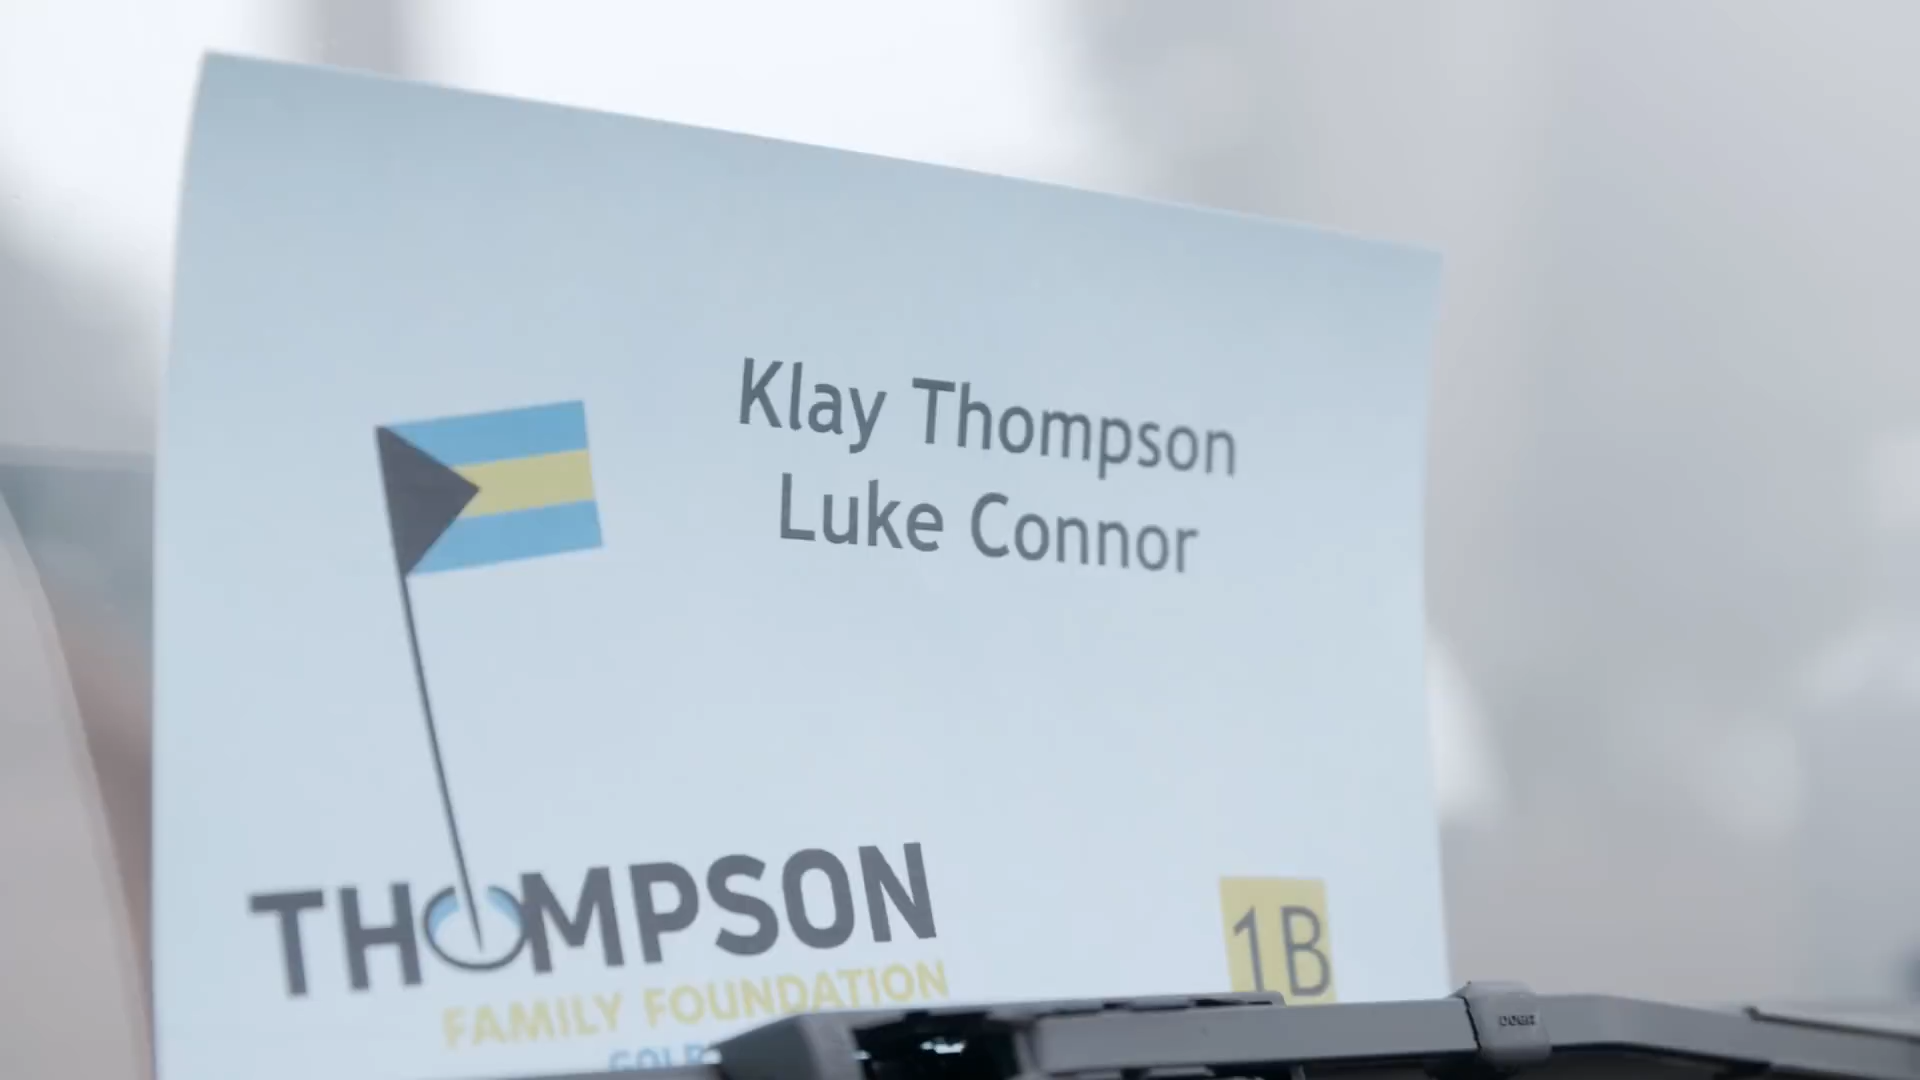 Klay Thompson
Luke Connor
THOMPSON
FAMILY FOUNDATION
1B